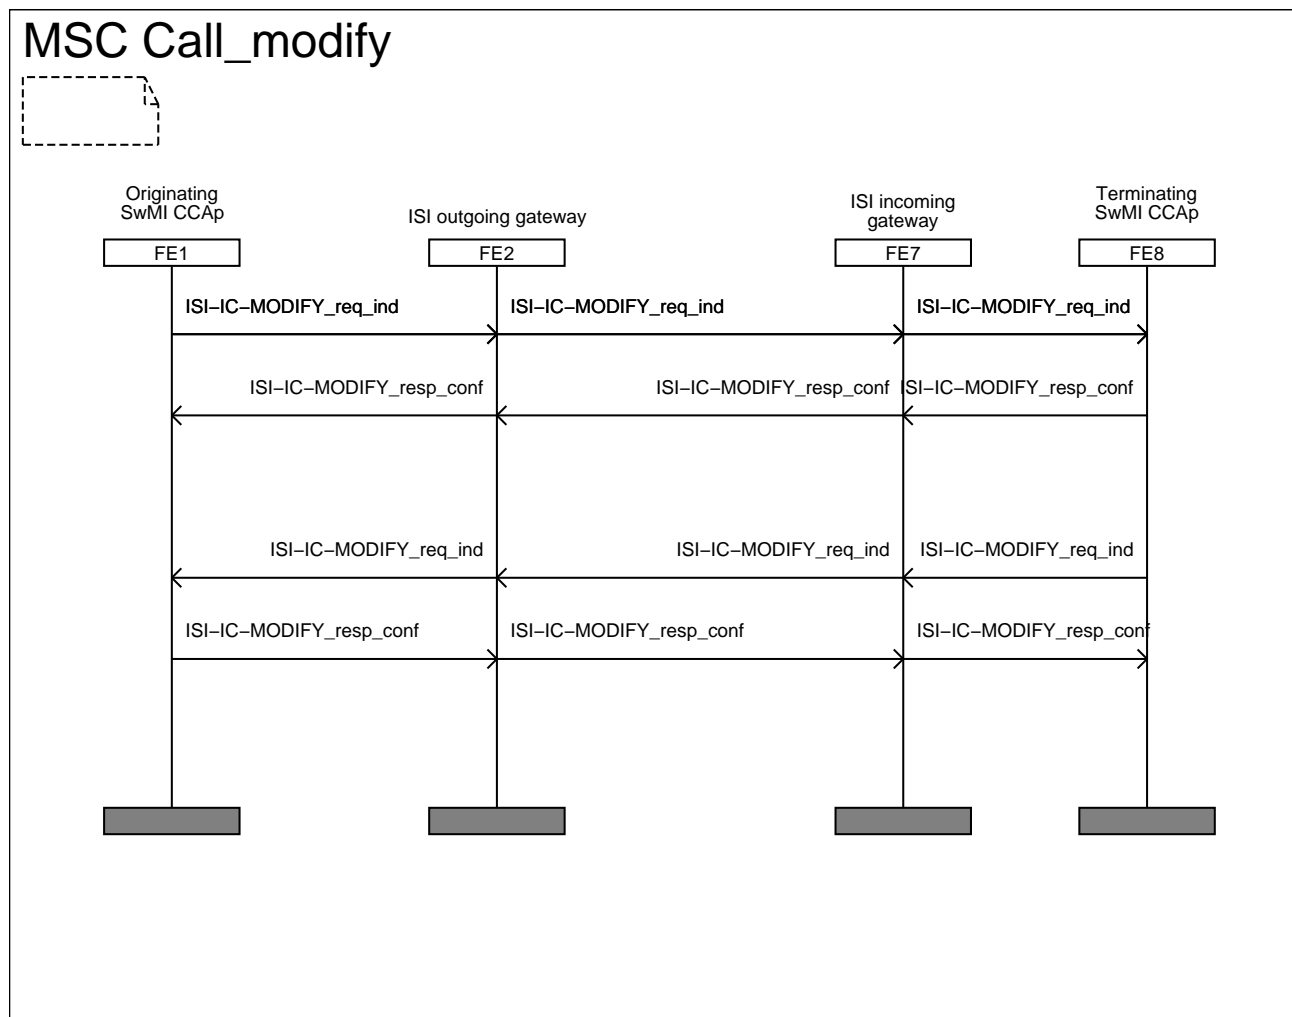 MSC Call_modify
Originating
SwMI CCAp
ISI outgoing gateway
ISI incoming
gateway
Terminating
SwMI CCAp
FE1
FE2
FE7
FE8
ISI–IC–MODIFY_req_ind
ISI–IC–MODIFY_req_ind
ISI–IC–MODIFY_req_ind
ISI–IC–MODIFY_resp_conf
ISI–IC–MODIFY_resp_conf
ISI–IC–MODIFY_resp_conf
ISI–IC–MODIFY_req_ind
ISI–IC–MODIFY_req_ind
ISI–IC–MODIFY_req_ind
ISI–IC–MODIFY_resp_conf
ISI–IC–MODIFY_resp_conf
ISI–IC–MODIFY_resp_conf